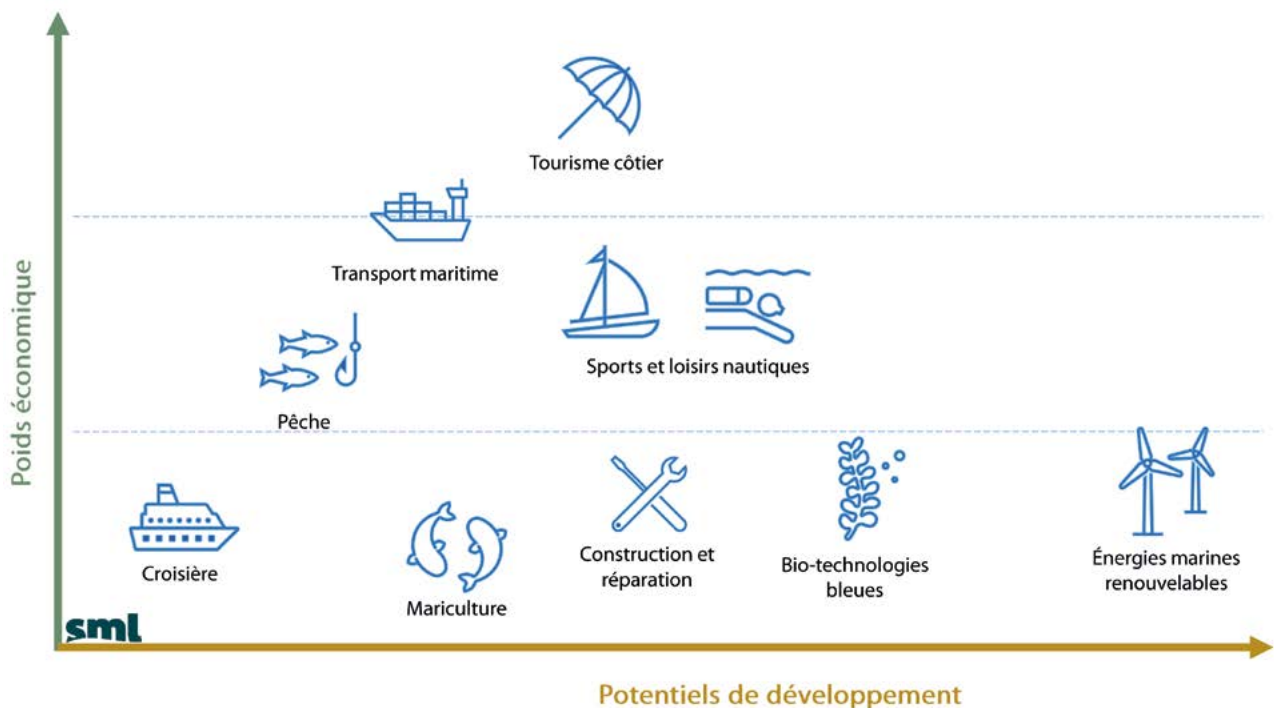 Tourisme côtier
Transport maritime
Sports et loisirs nautiques
Pêche
Poids économique
Croisière
Mariculture
Construction et
réparation
Bio-technologies
bleues
Énergies marines
renouvelables
sml
Potentiels de développement